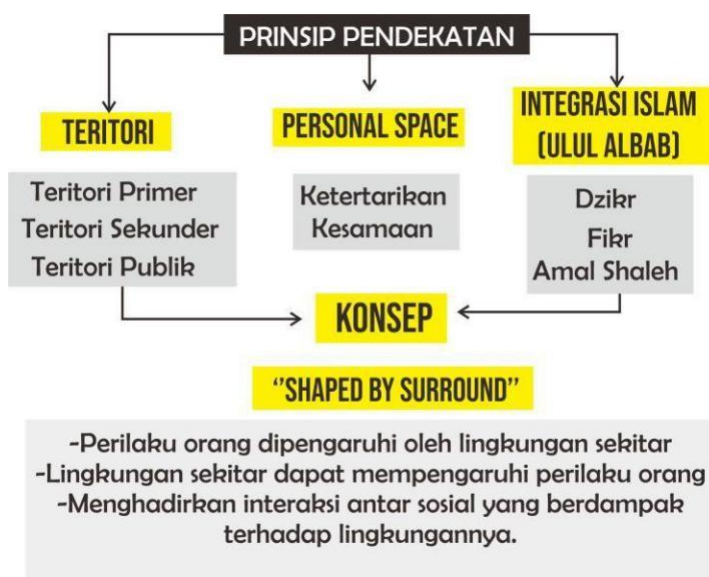 PRINSIP PENDEKATAN
TERITORI
Teritori Primer
Teritori Sekunder
Teritori Publik
PERSONAL SPACE
Ketertarikan
Kesamaan
INTEGRASI ISLAM
(ULUL ALBAB)
Dzikr
Fikr
Amal Shaleh
KONSEP
‘’SHAPED BY SURROUND”
-Perilaku orang dipengaruhi oleh lingkungan sekitar
-Lingkungan sekitar dapat mempengaruhi perilaku orang
-Menghadirkan interaksi antar sosial yang berdampak
terhadap lingkungannya.